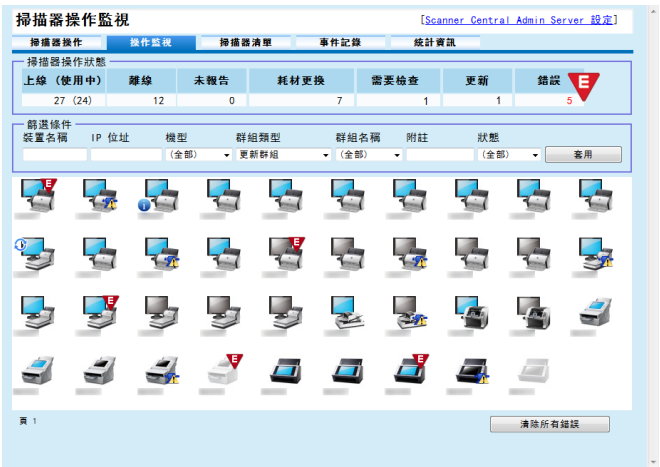 掃描器操作監視
[Scanner Central Admin Server 設定]
掃描器操作 操作監視 掃描器清單 事件記錄 統計資訊
掃描器操作狀態
上線（使用中） 離線 未報告 耗材更換 需要檢查 更新 錯誤 E
27 (24) 12 0 7 1 1 5
篩選條件
裝置名稱 IP 位址 機型 群組類型 群組名稱 附註 狀態
(全部) 更新群組 (全部) (全部) 套用
E
E
E
E E
頁 1
清除所有錯誤